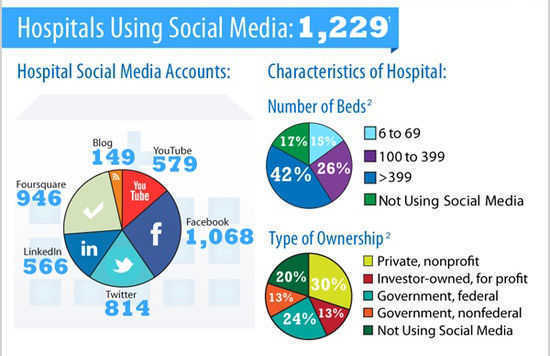 Hospitals Using Social Media: 1,229¹
Hospital Social Media Accounts:
Blog
149
YouTube
579
Foursquare
946
You
Tube
f
Facebook
1,068
in
LinkedIn
566
Twitter
814
Characteristics of Hospital:
Number of Beds²
17% 15%
42% 26%
6 to 69
100 to 399
>399
Not Using Social Media
Type of Ownership²
20% 30%
13% 13%
24%
Private, nonprofit
Investor-owned, for profit
Government, federal
Government, nonfederal
Not Using Social Media